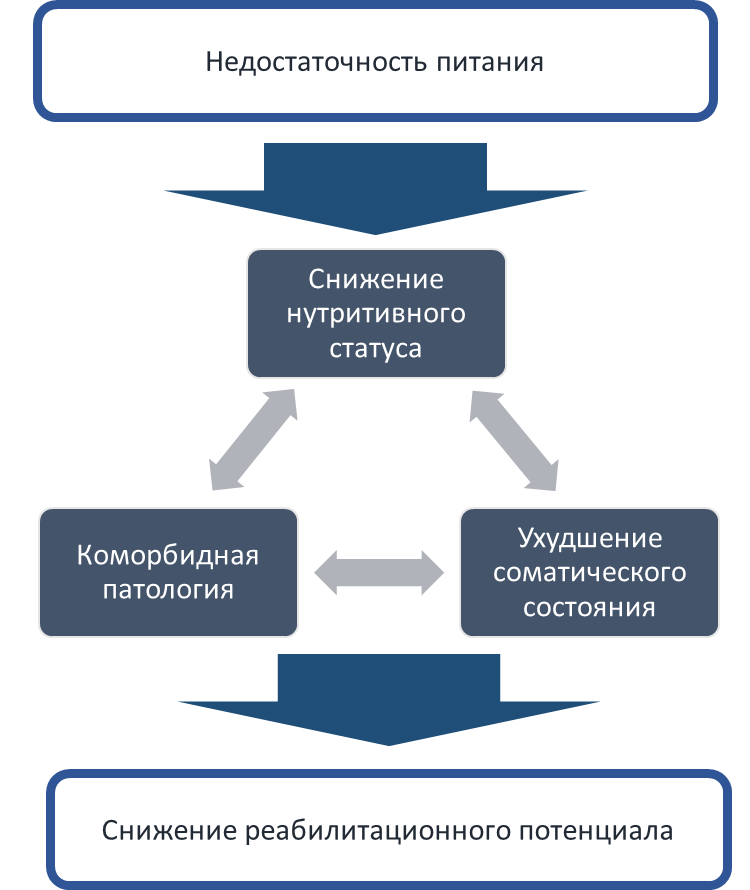 Недостаточность питания
Снижение
нутритивного
статуса
Коморбидная
патология
Ухудшение
соматического
состояния
Снижение реабилитационного потенциала